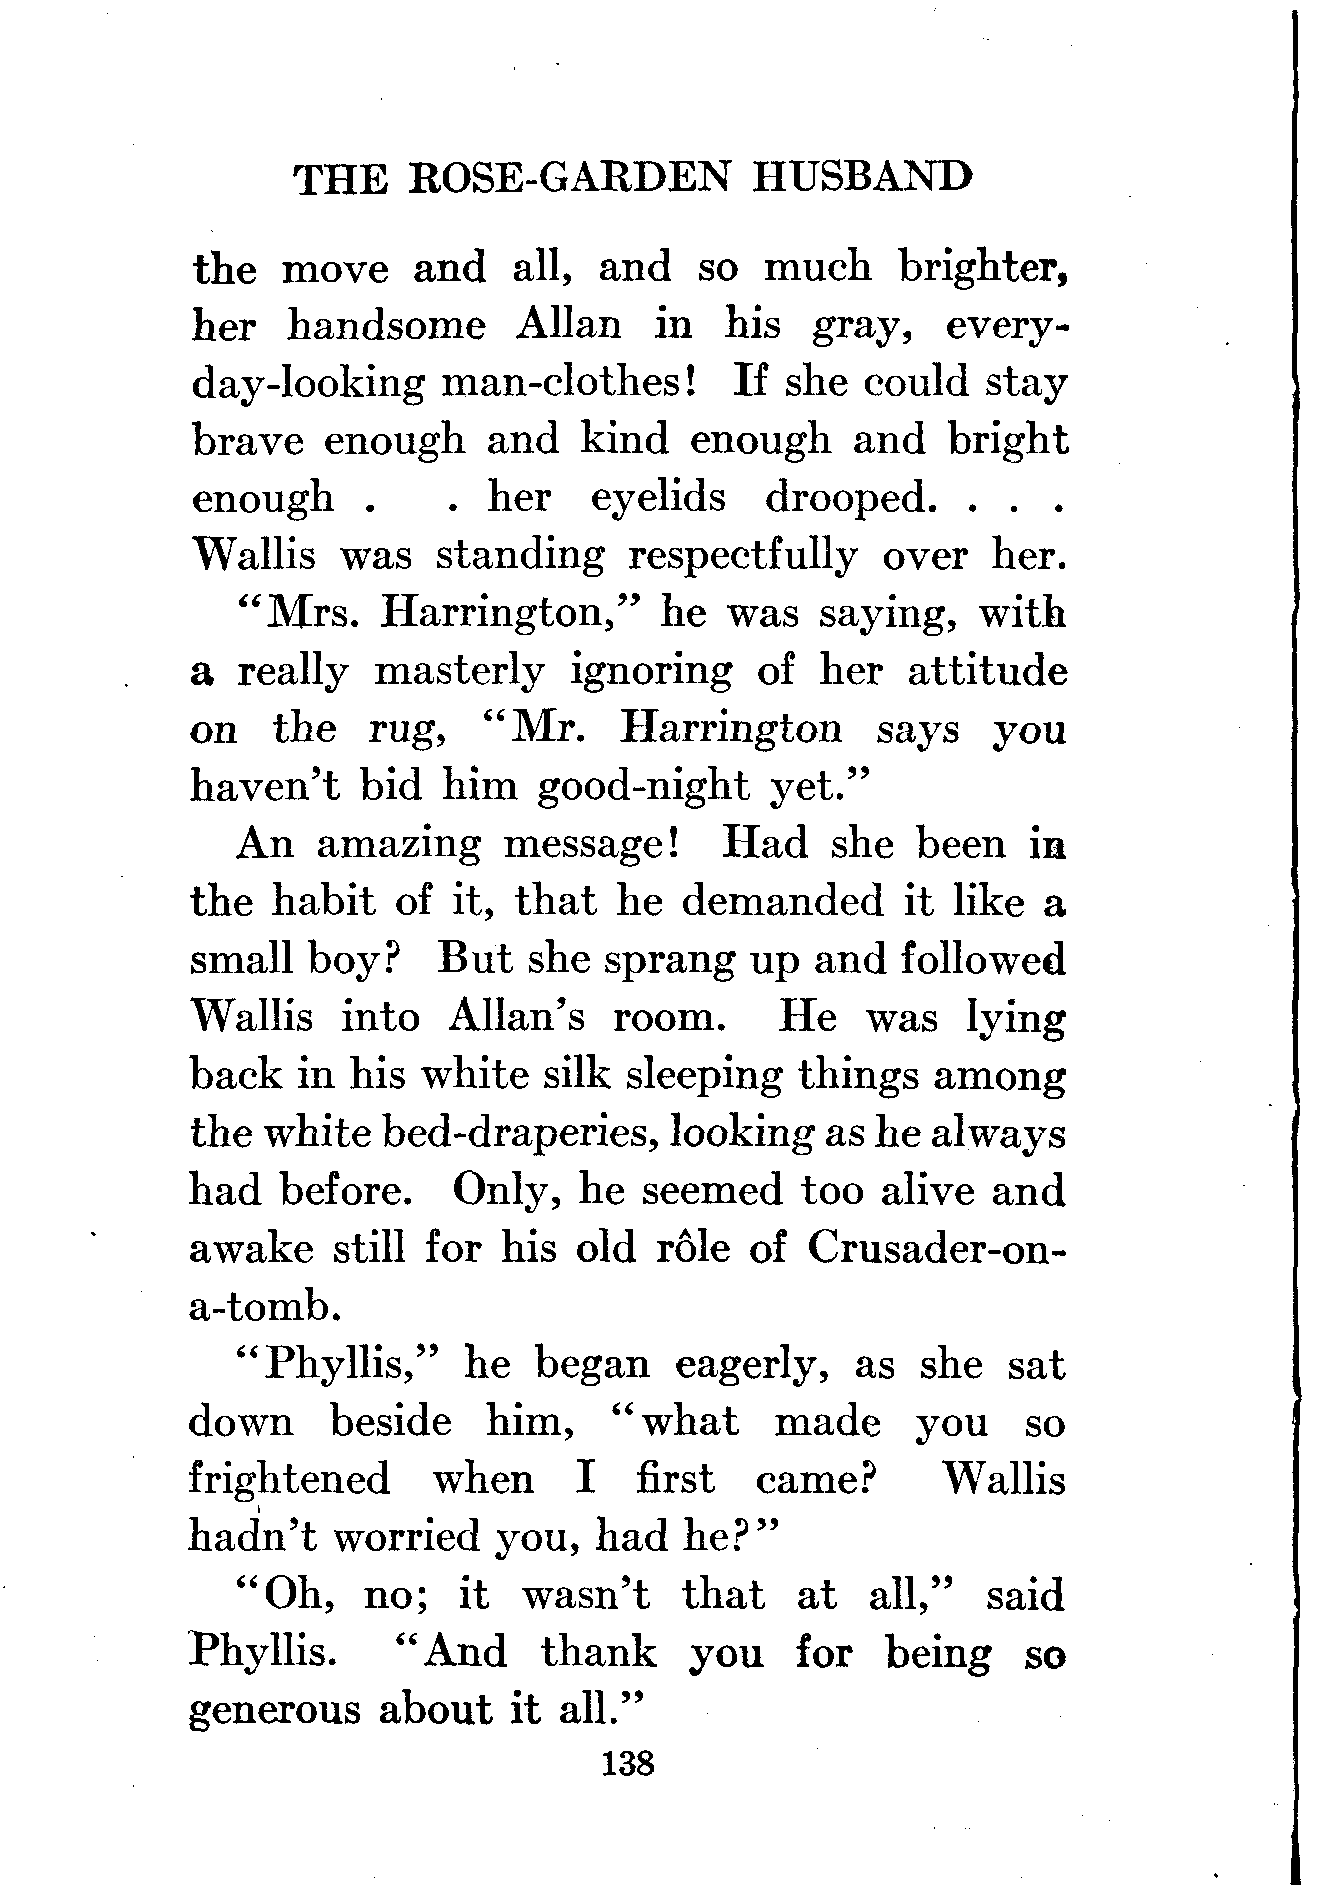 THE ROSE-GARDEN HUSBAND
the move and all, and so much brighter,
her handsome Allan in his gray, every-
day-looking man-clothes! If she could stay
brave enough and kind enough and bright
enough . . her eyelids drooped. . . .
Wallis was standing respectfully over her.
"Mrs. Harrington," he was saying, with
a really masterly ignoring of her attitude
on the rug, "Mr. Harrington says you
haven't bid him good-night yet."
An amazing message! Had she been in
the habit of it, that he demanded it like a
small boy? But she sprang up and followed
Wallis into Allan's room. He was lying
back in his white silk sleeping things among
the white bed-draperies, looking as he always
had before. Only, he seemed too alive and
awake still for his old rôle of Crusader-on-
a-tomb.
"Phyllis," he began eagerly, as she sat
down beside him, "what made you so
frightened when I first came? Wallis
hadn't worried you, had he?"
"Oh, no; it wasn't that at all," said
Phyllis. "And thank you for being so
generous about it all."
138